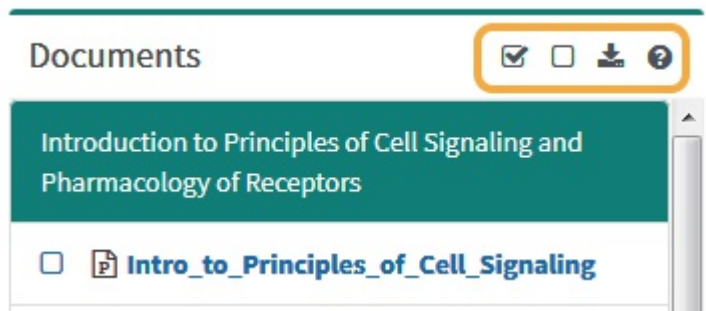 Documents
Introduction to Principles of Cell Signaling and
Pharmacology of Receptors
Intro_to_Principles_of_Cell_Signaling